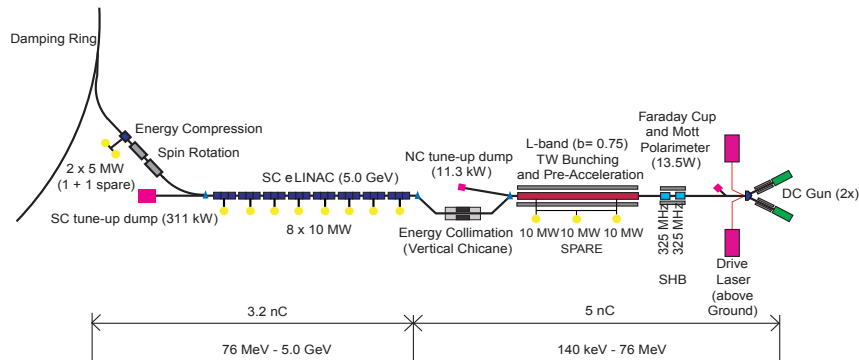 Damping Ring
Energy Compression
Spin Rotation
2 x 5 MW
(1 + 1 spare)
SC tune-up dump (311 kW)
SC eLINAC (5.0 GeV)
8 x 10 MW
NC tune-up dump
(11.3 kW)
Energy Collimation
(Vertical Chicane)
L-band (b= 0.75)
TW Bunching
and Pre-Acceleration
10 MW 10 MW 10 MW
SPARE
Faraday Cup
and Mott
Polarimeter
(13.5W)
325 MHz
325 MHz
SHB
DC Gun (2x)
Drive
Laser
(above
Ground)
3.2 nC
5 nC
76 MeV - 5.0 GeV
140 keV - 76 MeV